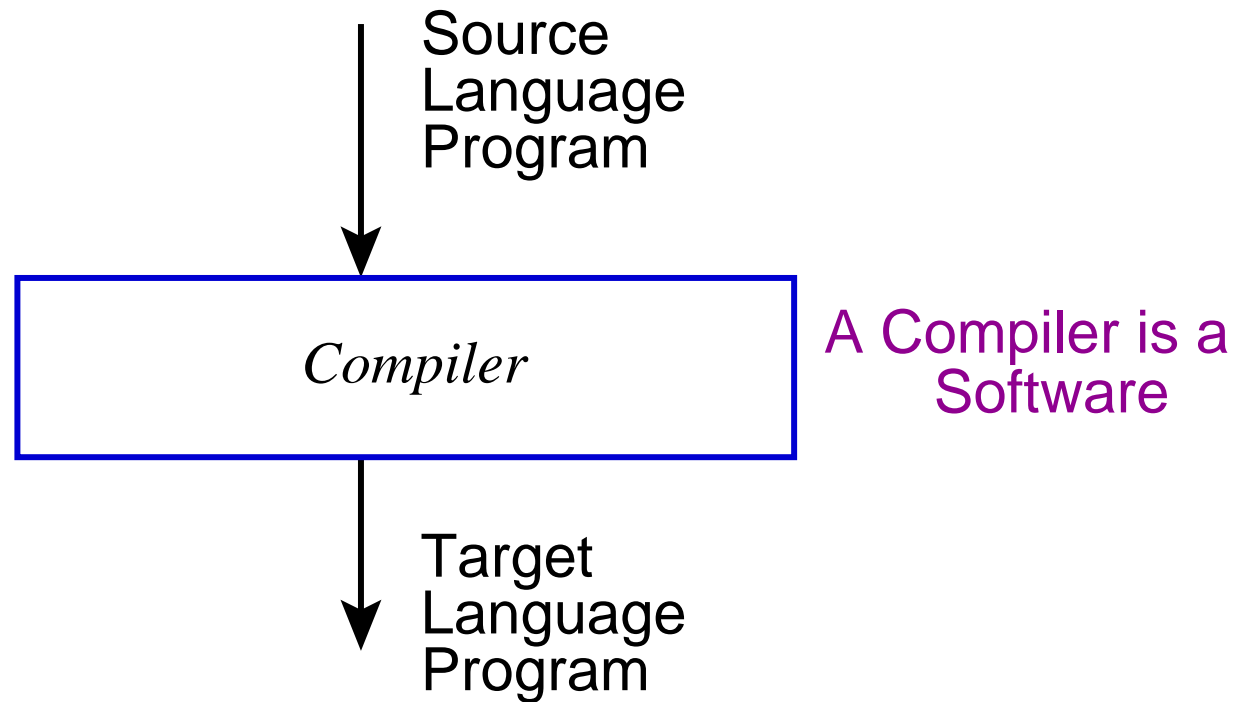 Source
Language
Program
Compiler
A Compiler is a
Software
Target
Language
Program